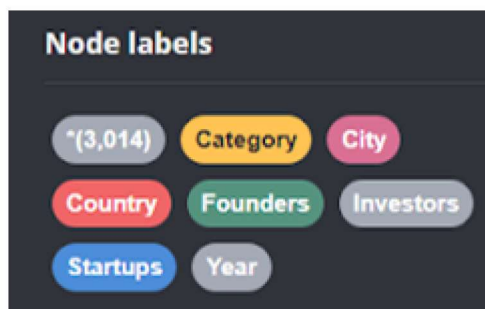 Node labels
*(3,014) Category City
Country Founders Investors
Startups Year